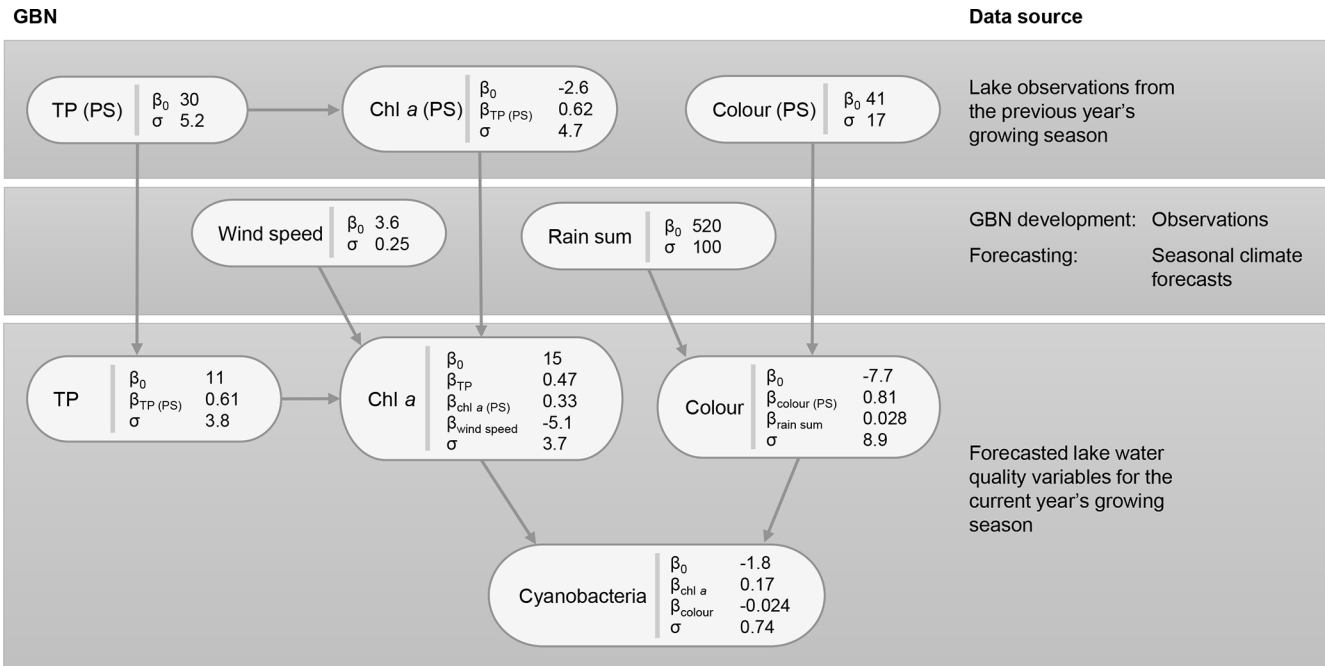 GBN
Data source
TP (PS)
β0 30
σ 5.2
Chl a (PS)
β0 -2.6
βTP (PS) 0.62
σ 4.7
Colour (PS)
β0 41
σ 17
Lake observations from
the previous year's
growing season
Wind speed
β0 3.6
σ 0.25
Rain sum
β0 520
σ 100
GBN development: Observations
Forecasting: Seasonal climate
forecasts
TP
β0 11
βTP (PS) 0.61
σ 3.8
Chl a
β0 15
βTP 0.47
βchl a (PS) 0.33
βwind speed -5.1
σ 3.7
Colour
β0 -7.7
βcolour (PS) 0.81
βrain sum 0.028
σ 8.9
Forecasted lake water
quality variables for the
current year's growing
season
Cyanobacteria
β0 -1.8
βchl a 0.17
βcolour -0.024
σ 0.74